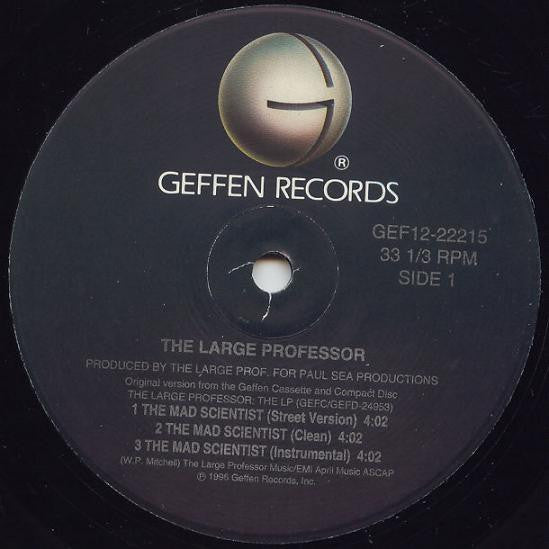 G
®
GEFFEN RECORDS
GEF12-22215
33 1/3 RPM
SIDE 1
THE LARGE PROFESSOR
PRODUCED BY THE LARGE PROF. FOR PAUL SEA PRODUCTIONS
Original version from the Geffen Cassette and Compact Disc
THE LARGE PROFESSOR: THE LP (GEFC/GEFD-24953)
1 THE MAD SCIENTIST (Street Version) 4:02
2 THE MAD SCIENTIST (Clean) 4:02
3 THE MAD SCIENTIST (Instrumental) 4:02
(W.P. Mitchell) The Large Professor Music/EMI April Music ASCAP
℗ 1996 Geffen Records, Inc.